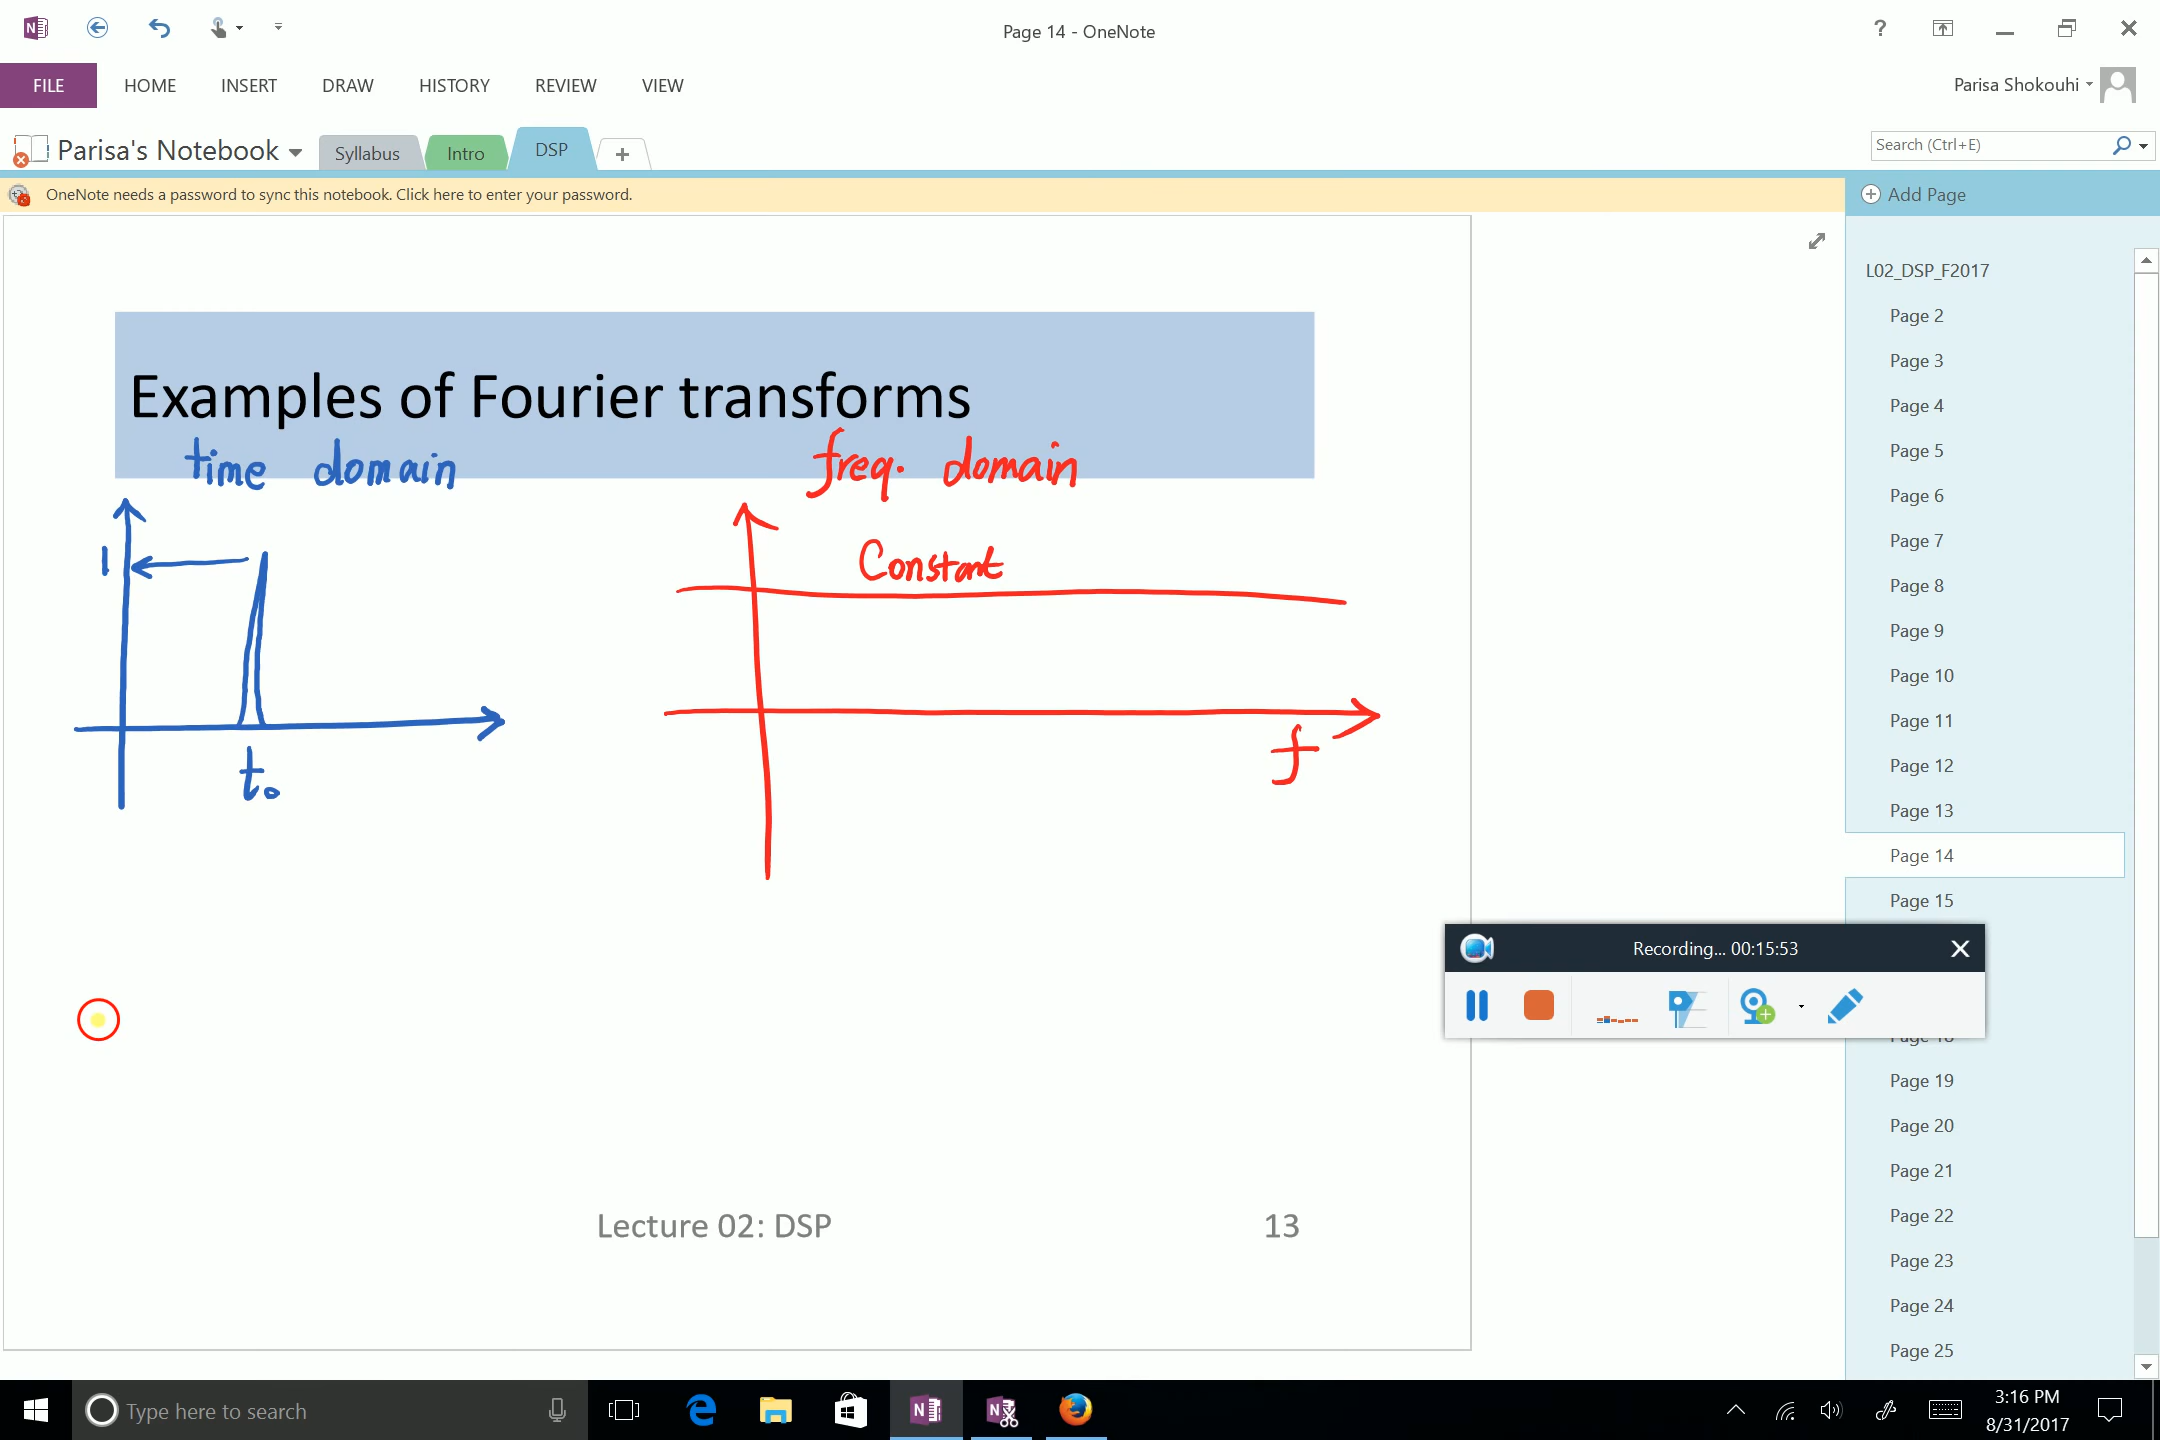 Page 14 - OneNote
?
FILE HOME INSERT DRAW HISTORY REVIEW VIEW
Parisa Shokouhi
Parisa's Notebook
Syllabus Intro DSP +
Search (Ctrl+E)
OneNote needs a password to sync this notebook. Click here to enter your password.
Add Page
L02_DSP_F2017
Page 2
Page 3
Page 4
Page 5
Page 6
Page 7
Page 8
Page 9
Page 10
Page 11
Page 12
Page 13
Page 14
Page 15
Page 19
Page 20
Page 21
Page 22
Page 23
Page 24
Page 25
Examples of Fourier transforms
time domain
freq. domain
1
Constant
t₀
f
Recording... 00:15:53
Lecture 02: DSP
13
Type here to search
3:16 PM
8/31/2017